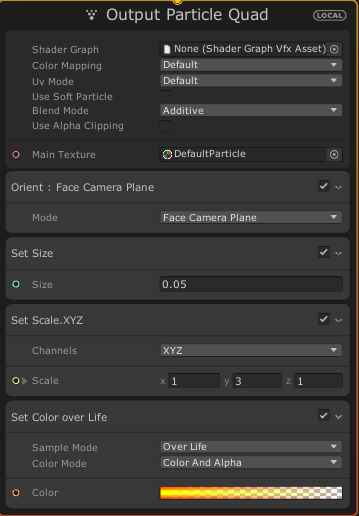 Output Particle Quad LOCAL
Shader Graph None (Shader Graph Vfx Asset)
Color Mapping Default
Uv Mode Default
Use Soft Particle
Blend Mode Additive
Use Alpha Clipping
Main Texture DefaultParticle
Orient : Face Camera Plane
Mode Face Camera Plane
Set Size
Size 0.05
Set Scale.XYZ
Channels XYZ
Scale x 1 y 3 z 1
Set Color over Life
Sample Mode Over Life
Color Mode Color And Alpha
Color